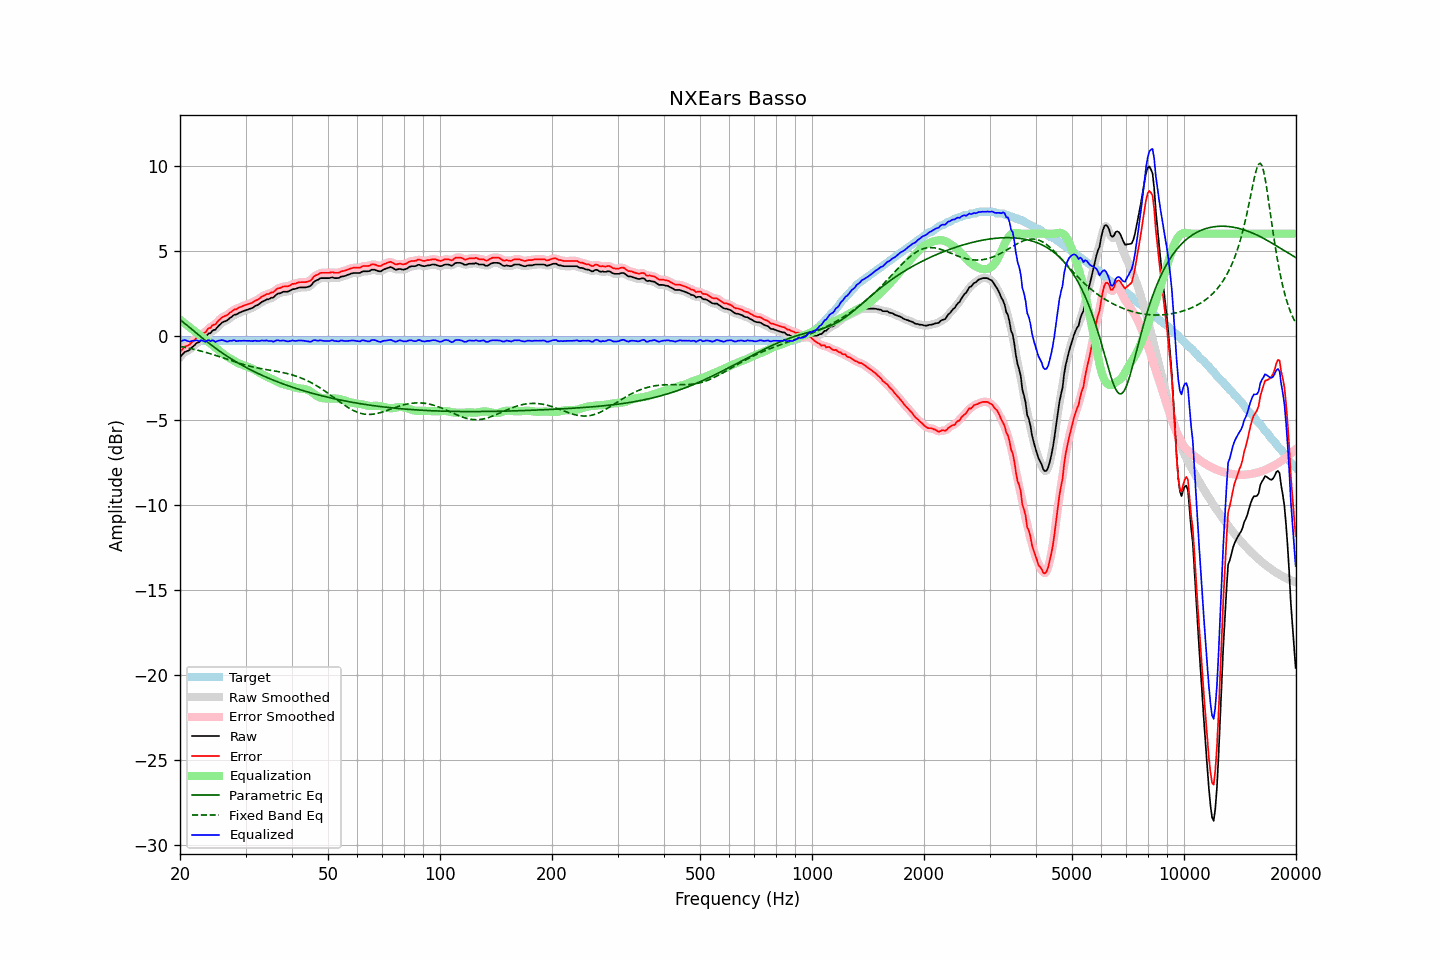 NXEars Basso
10
5
0
−5
−10
−15
−20
−25
−30
Amplitude (dBr)
Target
Raw Smoothed
Error Smoothed
Raw
Error
Equalization
Parametric Eq
Fixed Band Eq
Equalized
20
50
100
200
500
1000
2000
5000
10000
20000
Frequency (Hz)